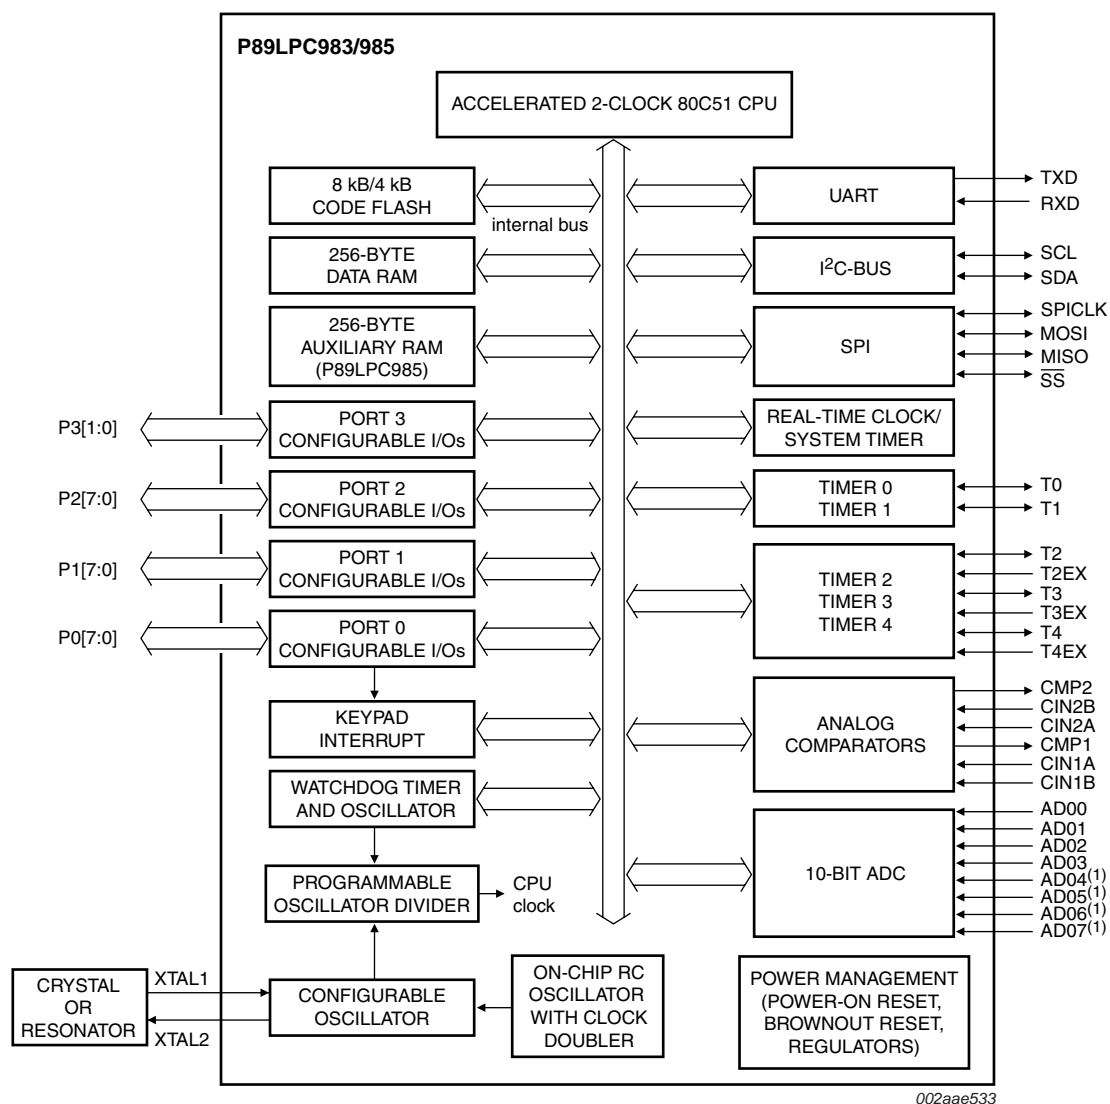 P89LPC983/985
ACCELERATED 2-CLOCK 80C51 CPU
8 kB/4 kB
CODE FLASH
internal bus
256-BYTE
DATA RAM
256-BYTE
AUXILIARY RAM
(P89LPC985)
P3[1:0]
PORT 3
CONFIGURABLE I/Os
P2[7:0]
PORT 2
CONFIGURABLE I/Os
P1[7:0]
PORT 1
CONFIGURABLE I/Os
P0[7:0]
PORT 0
CONFIGURABLE I/Os
KEYPAD
INTERRUPT
WATCHDOG TIMER
AND OSCILLATOR
PROGRAMMABLE
OSCILLATOR DIVIDER
CPU
clock
CRYSTAL
OR
RESONATOR
XTAL1
XTAL2
CONFIGURABLE
OSCILLATOR
ON-CHIP RC
OSCILLATOR
WITH CLOCK
DOUBLER
UART
TXD
RXD
I²C-BUS
SCL
SDA
SPI
SPICLK
MOSI
MISO
S̅S̅
REAL-TIME CLOCK/
SYSTEM TIMER
TIMER 0
TIMER 1
T0
T1
TIMER 2
TIMER 3
TIMER 4
T2
T2EX
T3
T3EX
T4
T4EX
ANALOG
COMPARATORS
CMP2
CIN2B
CIN2A
CMP1
CIN1A
CIN1B
10-BIT ADC
AD00
AD01
AD02
AD03
AD04(1)
AD05(1)
AD06(1)
AD07(1)
POWER MANAGEMENT
(POWER-ON RESET,
BROWNOUT RESET,
REGULATORS)
002aae533